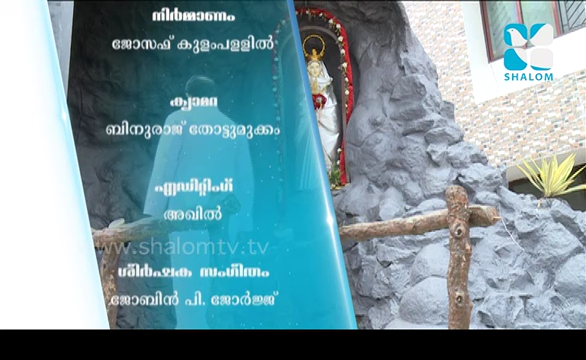 നിർമ്മാണം
ജോസഫ് കുളംപള്ളിൽ
ക്യാമറ
ബിനുരാജ് തോട്ടുമുക്കം
എഡിറ്റിംഗ്
അഖിൽ
www.shalomtv.tv
ശീർഷക സംഗീതം
ജോബിൻ പി. ജോർജ്ജ്
SHALOM